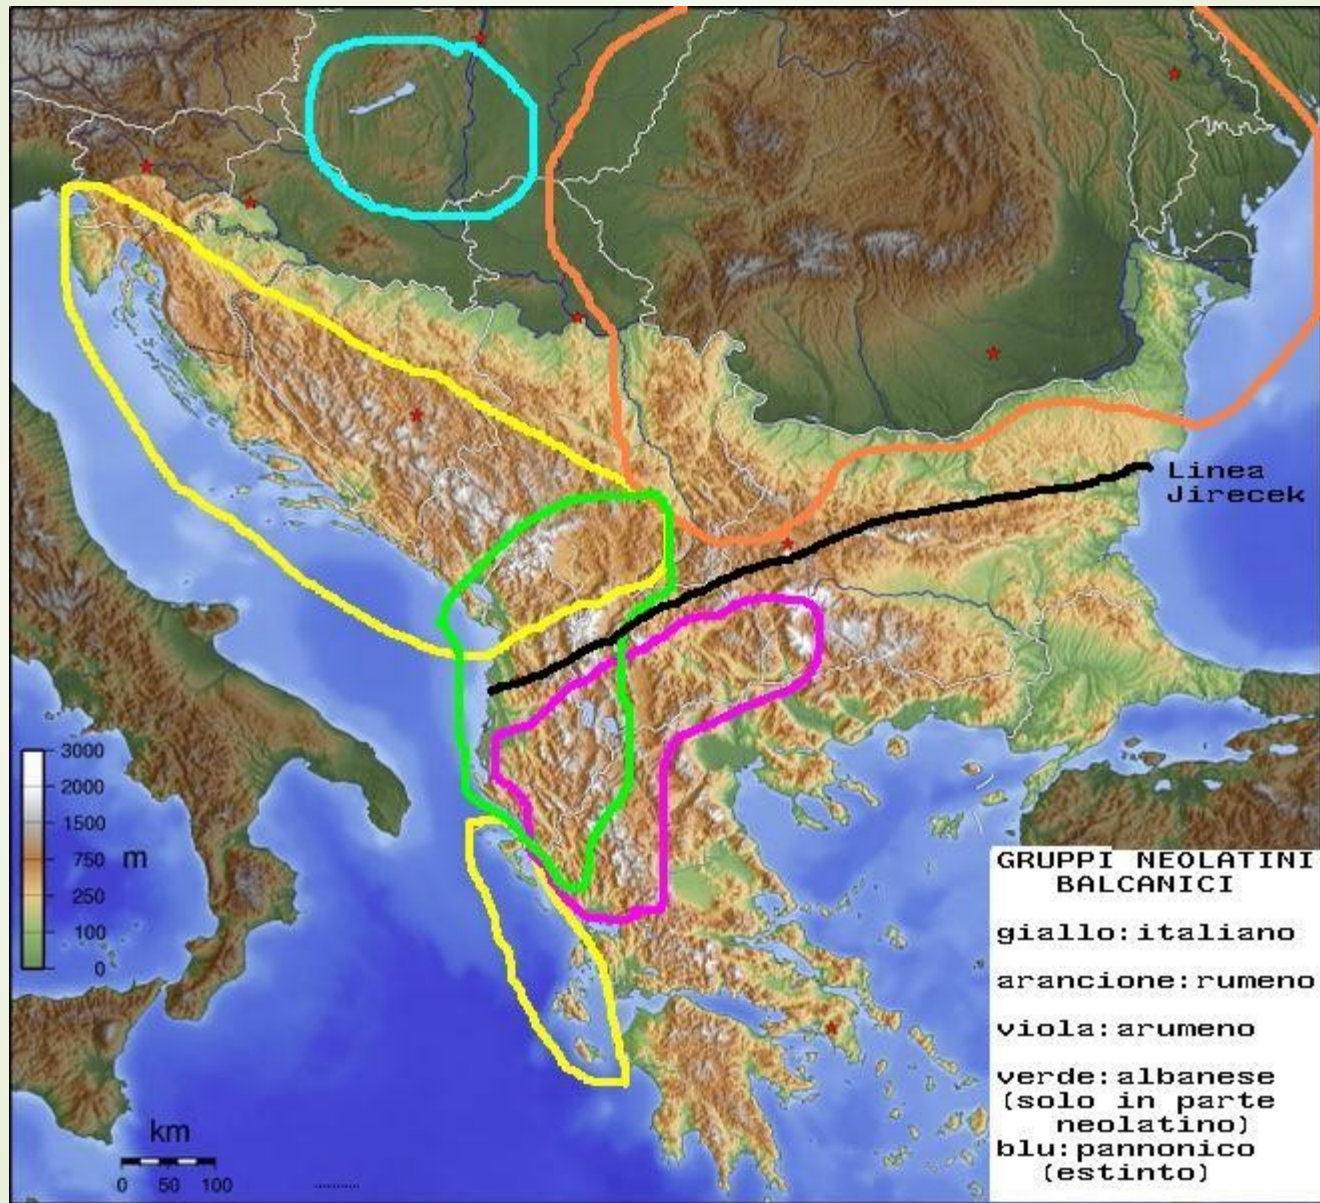 Linea
Jirecek
3000
2000
1500
750 m
250
100
0
km
0 50 100
GRUPPI NEOLATINI
BALCANICI
giallo:italiano
arancione:rumeno
viola:arumeno
verde:albanese
(solo in parte
neolatino)
blu:pannonico
(estinto)